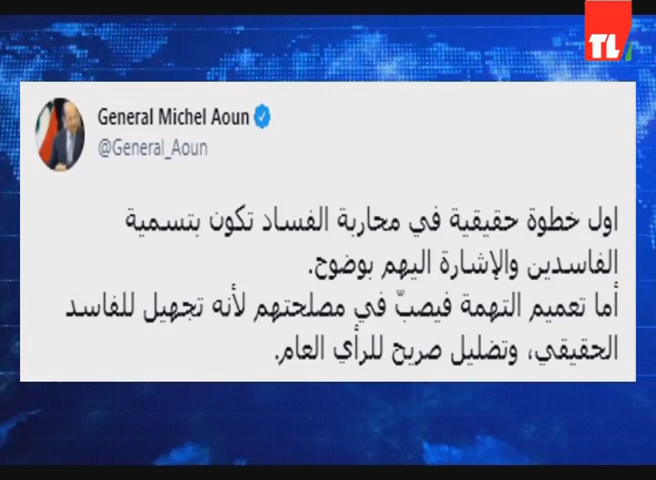 TL
General Michel Aoun
@General_Aoun
اول خطوة حقيقية في محاربة الفساد تكون بتسمية
الفاسدين والإشارة اليهم بوضوح.
أما تعميم التهمة فيصبّ في مصلحتهم لأنه تجهيل للفاسد
الحقيقي، وتضليل صريح للرأي العام.